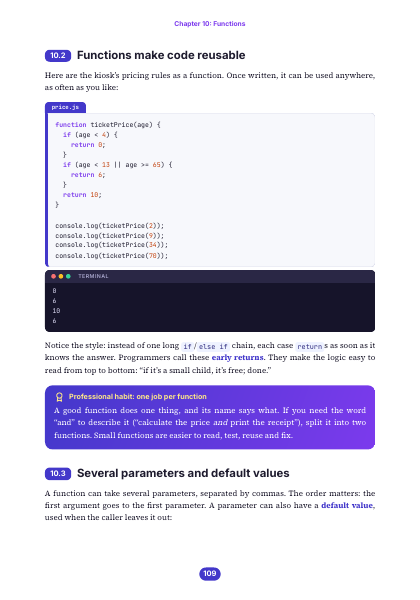 Chapter 10: Functions
10.2 Functions make code reusable
Here are the kiosk's pricing rules as a function. Once written, it can be used anywhere,
as often as you like:
price.js
function ticketPrice(age) {
  if (age < 4) {
    return 0;
  }
  if (age < 13 || age >= 65) {
    return 6;
  }
  return 10;
}
console.log(ticketPrice(2));
console.log(ticketPrice(9));
console.log(ticketPrice(34));
console.log(ticketPrice(70));
TERMINAL
0
6
10
6
Notice the style: instead of one long if / else if chain, each case returns as soon as it
knows the answer. Programmers call these early returns. They make the logic easy to
read from top to bottom: “if it's a small child, it's free; done.”
Professional habit: one job per function
A good function does one thing, and its name says what. If you need the word
“and” to describe it (“calculate the price and print the receipt”), split it into two
functions. Small functions are easier to read, test, reuse and fix.
10.3 Several parameters and default values
A function can take several parameters, separated by commas. The order matters: the
first argument goes to the first parameter. A parameter can also have a default value,
used when the caller leaves it out:
109